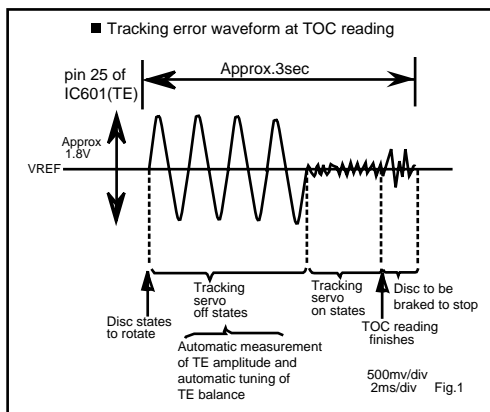 ■ Tracking error waveform at TOC reading
Approx.3sec
pin 25 of
IC601(TE)
Approx
1.8V
VREF
Disc states
to rotate
Tracking
servo
off states
Tracking
servo
on states
Disc to be
braked to stop
TOC reading
finishes
Automatic measurement
of TE amplitude and
automatic tuning of
TE balance
500mv/div
2ms/div
Fig.1